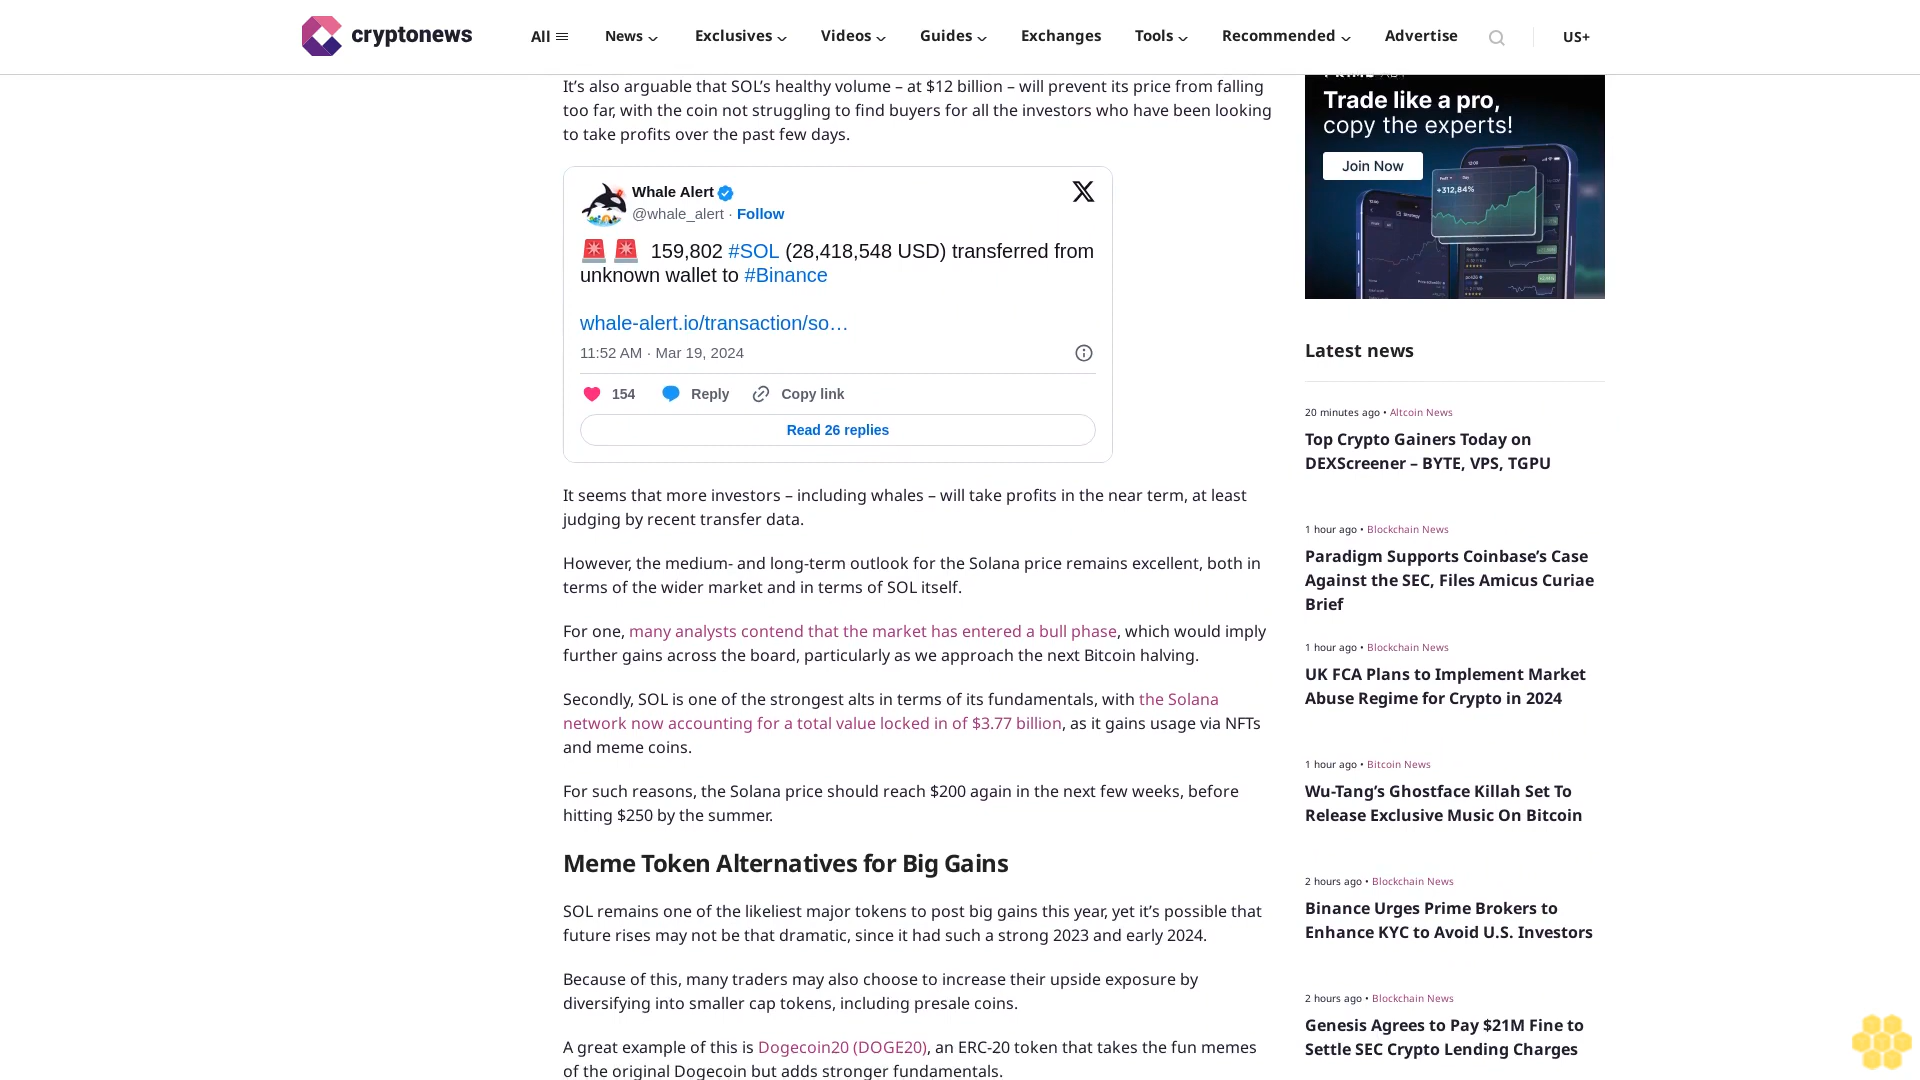 cryptonews
All
News
Exclusives
Videos
Guides
Exchanges
Tools
Recommended
Advertise
US+
It’s also arguable that SOL’s healthy volume – at $12 billion – will prevent its price from falling
too far, with the coin not struggling to find buyers for all the investors who have been looking
to take profits over the past few days.
Whale Alert
@whale_alert · Follow
159,802 #SOL (28,418,548 USD) transferred from
unknown wallet to #Binance
whale-alert.io/transaction/so…
11:52 AM · Mar 19, 2024
154
Reply
Copy link
Read 26 replies
It seems that more investors – including whales – will take profits in the near term, at least
judging by recent transfer data.
However, the medium- and long-term outlook for the Solana price remains excellent, both in
terms of the wider market and in terms of SOL itself.
For one, many analysts contend that the market has entered a bull phase, which would imply
further gains across the board, particularly as we approach the next Bitcoin halving.
Secondly, SOL is one of the strongest alts in terms of its fundamentals, with the Solana
network now accounting for a total value locked in of $3.77 billion, as it gains usage via NFTs
and meme coins.
For such reasons, the Solana price should reach $200 again in the next few weeks, before
hitting $250 by the summer.
Meme Token Alternatives for Big Gains
SOL remains one of the likeliest major tokens to post big gains this year, yet it’s possible that
future rises may not be that dramatic, since it had such a strong 2023 and early 2024.
Because of this, many traders may also choose to increase their upside exposure by
diversifying into smaller cap tokens, including presale coins.
A great example of this is Dogecoin20 (DOGE20), an ERC-20 token that takes the fun memes
of the original Dogecoin but adds stronger fundamentals.
Trade like a pro,
copy the experts!
Join Now
+312,84%
Latest news
20 minutes ago • Altcoin News
Top Crypto Gainers Today on
DEXScreener – BYTE, VPS, TGPU
1 hour ago • Blockchain News
Paradigm Supports Coinbase’s Case
Against the SEC, Files Amicus Curiae
Brief
1 hour ago • Blockchain News
UK FCA Plans to Implement Market
Abuse Regime for Crypto in 2024
1 hour ago • Bitcoin News
Wu-Tang’s Ghostface Killah Set To
Release Exclusive Music On Bitcoin
2 hours ago • Blockchain News
Binance Urges Prime Brokers to
Enhance KYC to Avoid U.S. Investors
2 hours ago • Blockchain News
Genesis Agrees to Pay $21M Fine to
Settle SEC Crypto Lending Charges